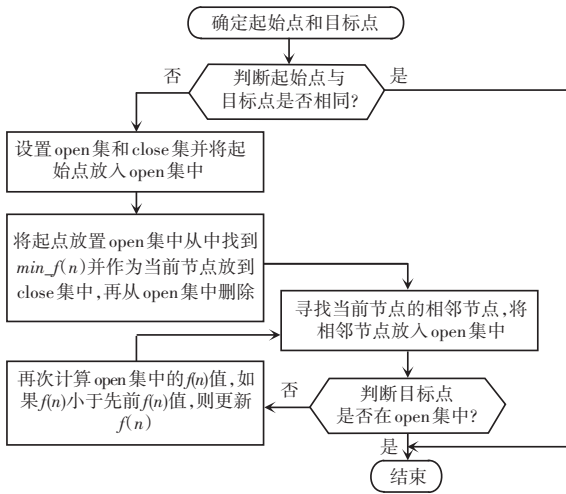 确定起始点和目标点
否
判断起始点与
目标点是否相同?
是
设置open集和close集并将起
始点放入open集中
将起点放置open集中从中找到
min_f(n)并作为当前节点放到
close集中,再从open集中删除
寻找当前节点的相邻节点,将
相邻节点放入open集中
再次计算open集中的f(n)值,如
果f(n)小于先前f(n)值,则更新
f(n)
否
判断目标点
是否在open集中?
是
结束